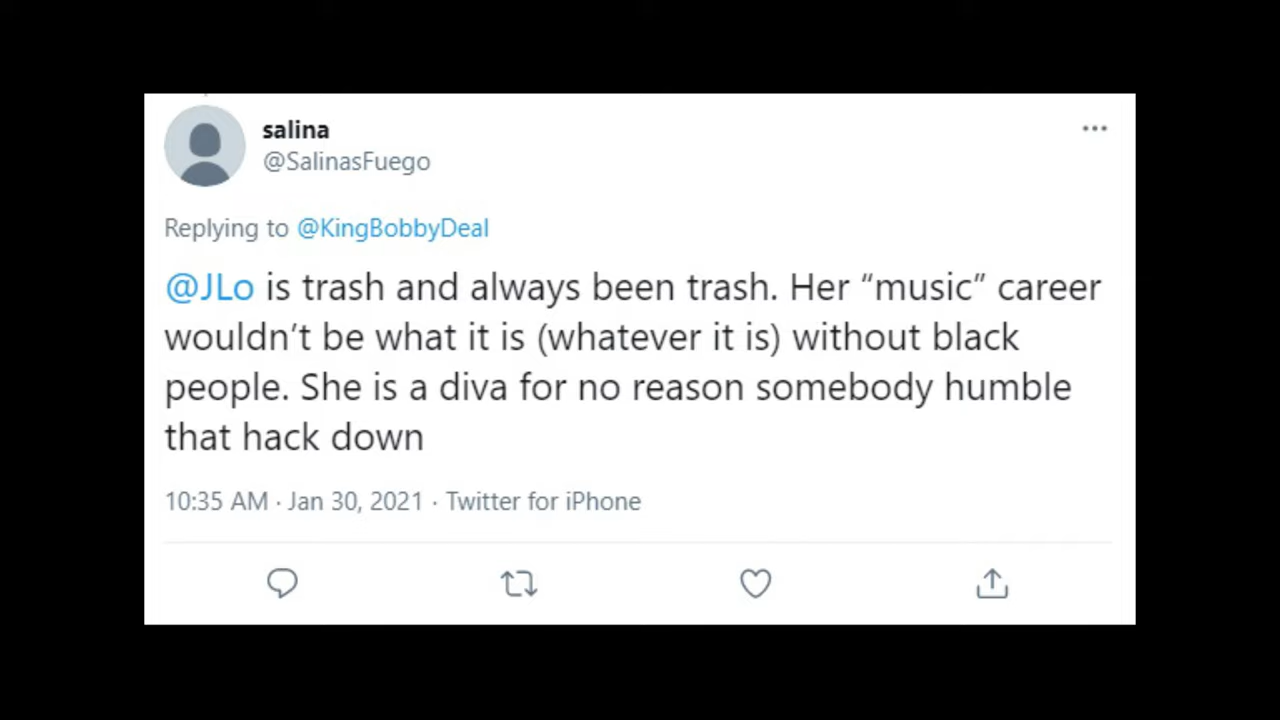 salina
@SalinasFuego
Replying to @KingBobbyDeal
@JLo is trash and always been trash. Her “music” career
wouldn’t be what it is (whatever it is) without black
people. She is a diva for no reason somebody humble
that hack down
10:35 AM · Jan 30, 2021 · Twitter for iPhone